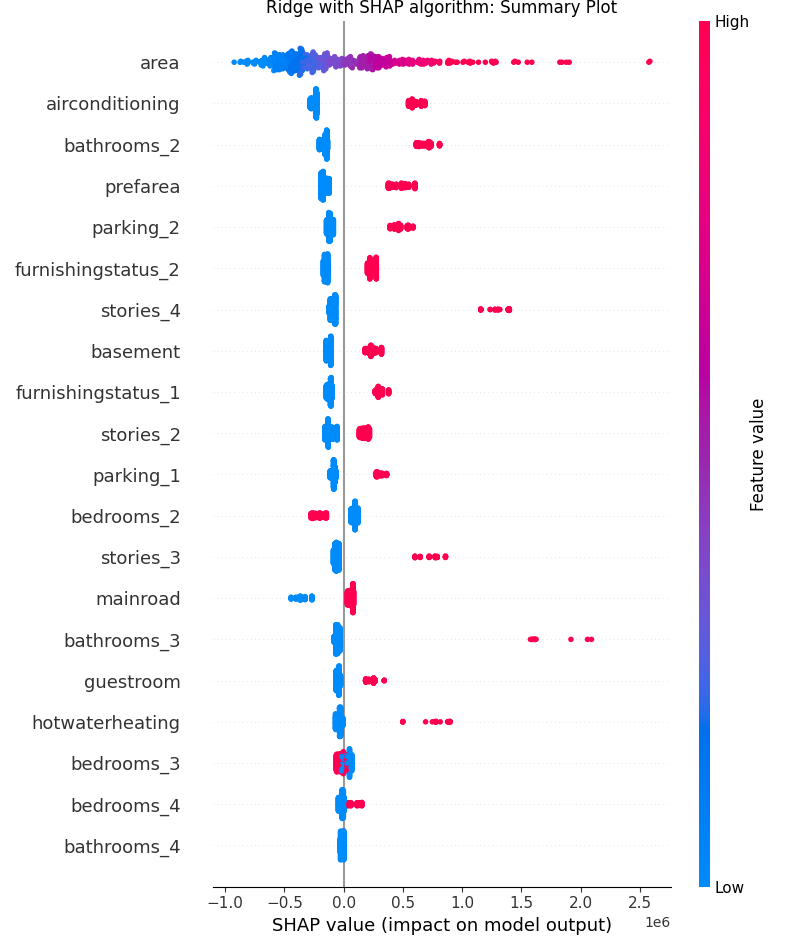 Ridge with SHAP algorithm: Summary Plot
High
area
airconditioning
bathrooms_2
prefarea
parking_2
furnishingstatus_2
stories_4
basement
furnishingstatus_1
stories_2
parking_1
bedrooms_2
stories_3
mainroad
bathrooms_3
guestroom
hotwaterheating
bedrooms_3
bedrooms_4
bathrooms_4
Feature value
Low
−1.0 −0.5 0.0 0.5 1.0 1.5 2.0 2.5
1e6
SHAP value (impact on model output)